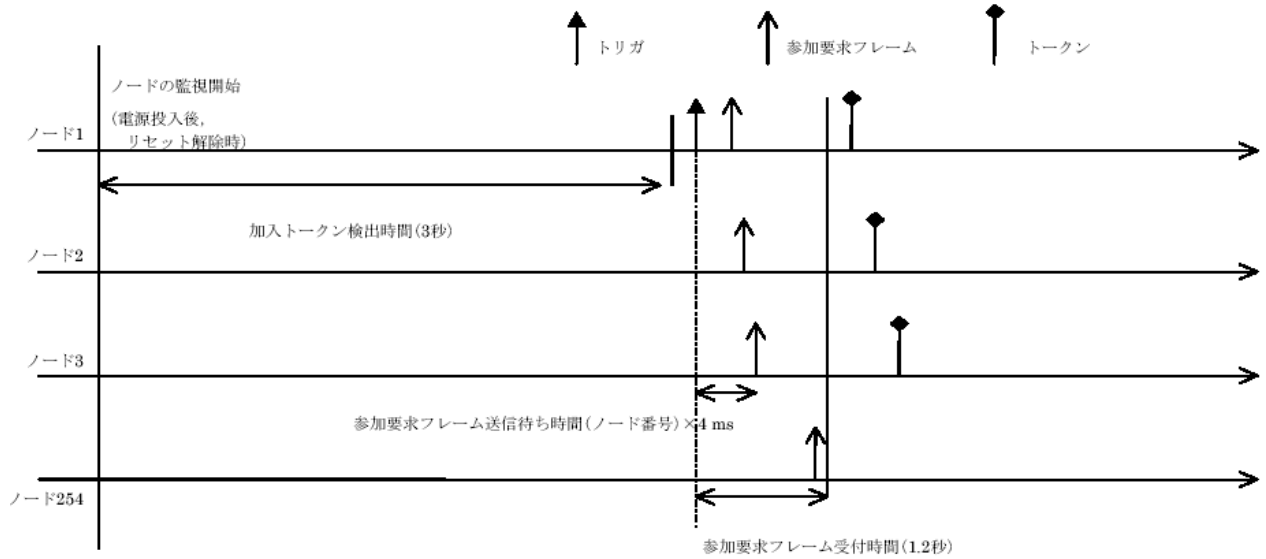 トリガ
参加要求フレーム
トークン
ノードの監視開始
(電源投入後,
リセット解除時)
ノード1
加入トークン検出時間(3秒)
ノード2
ノード3
参加要求フレーム送信待ち時間(ノード番号)×4 ms
ノード254
参加要求フレーム受付時間(1.2秒)